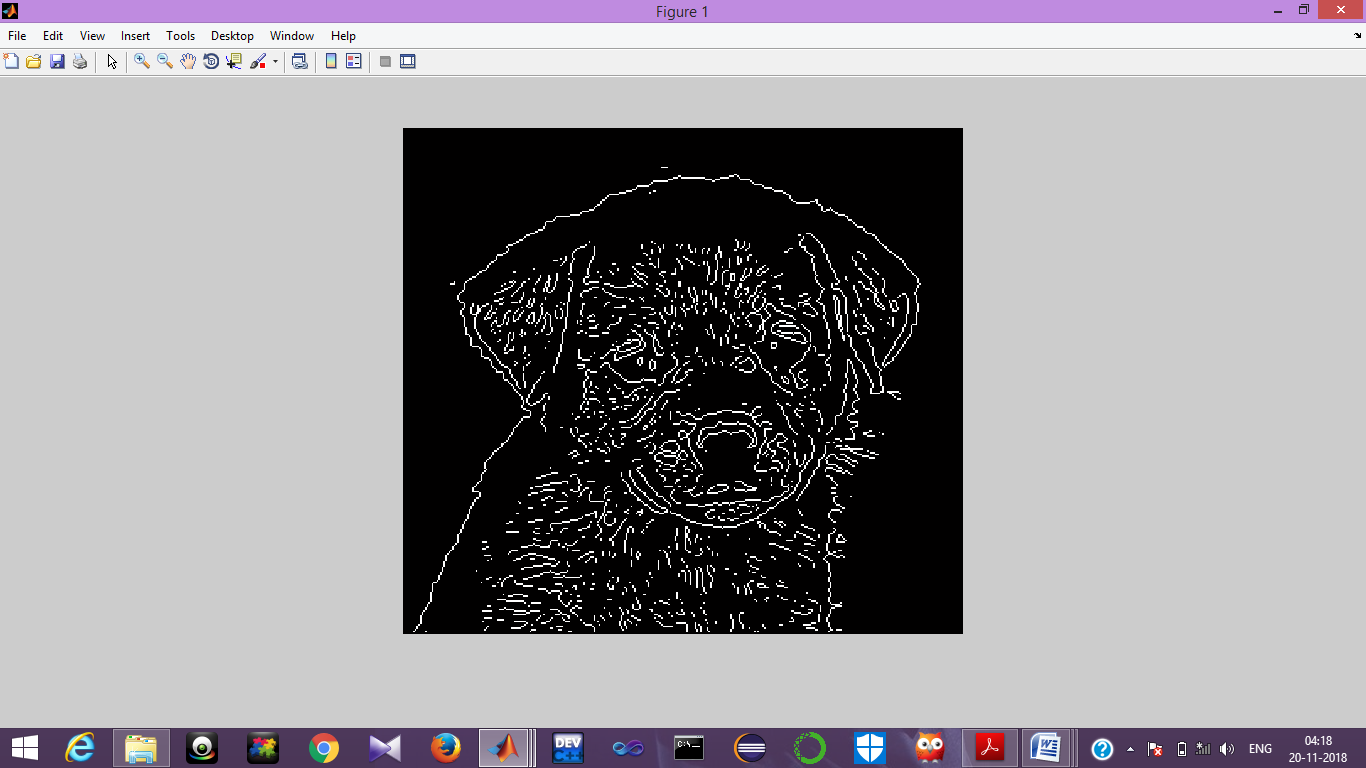 Figure 1
File Edit View Insert Tools Desktop Window Help
DEV
C++
C:\
ENG
04:18
20-11-2018